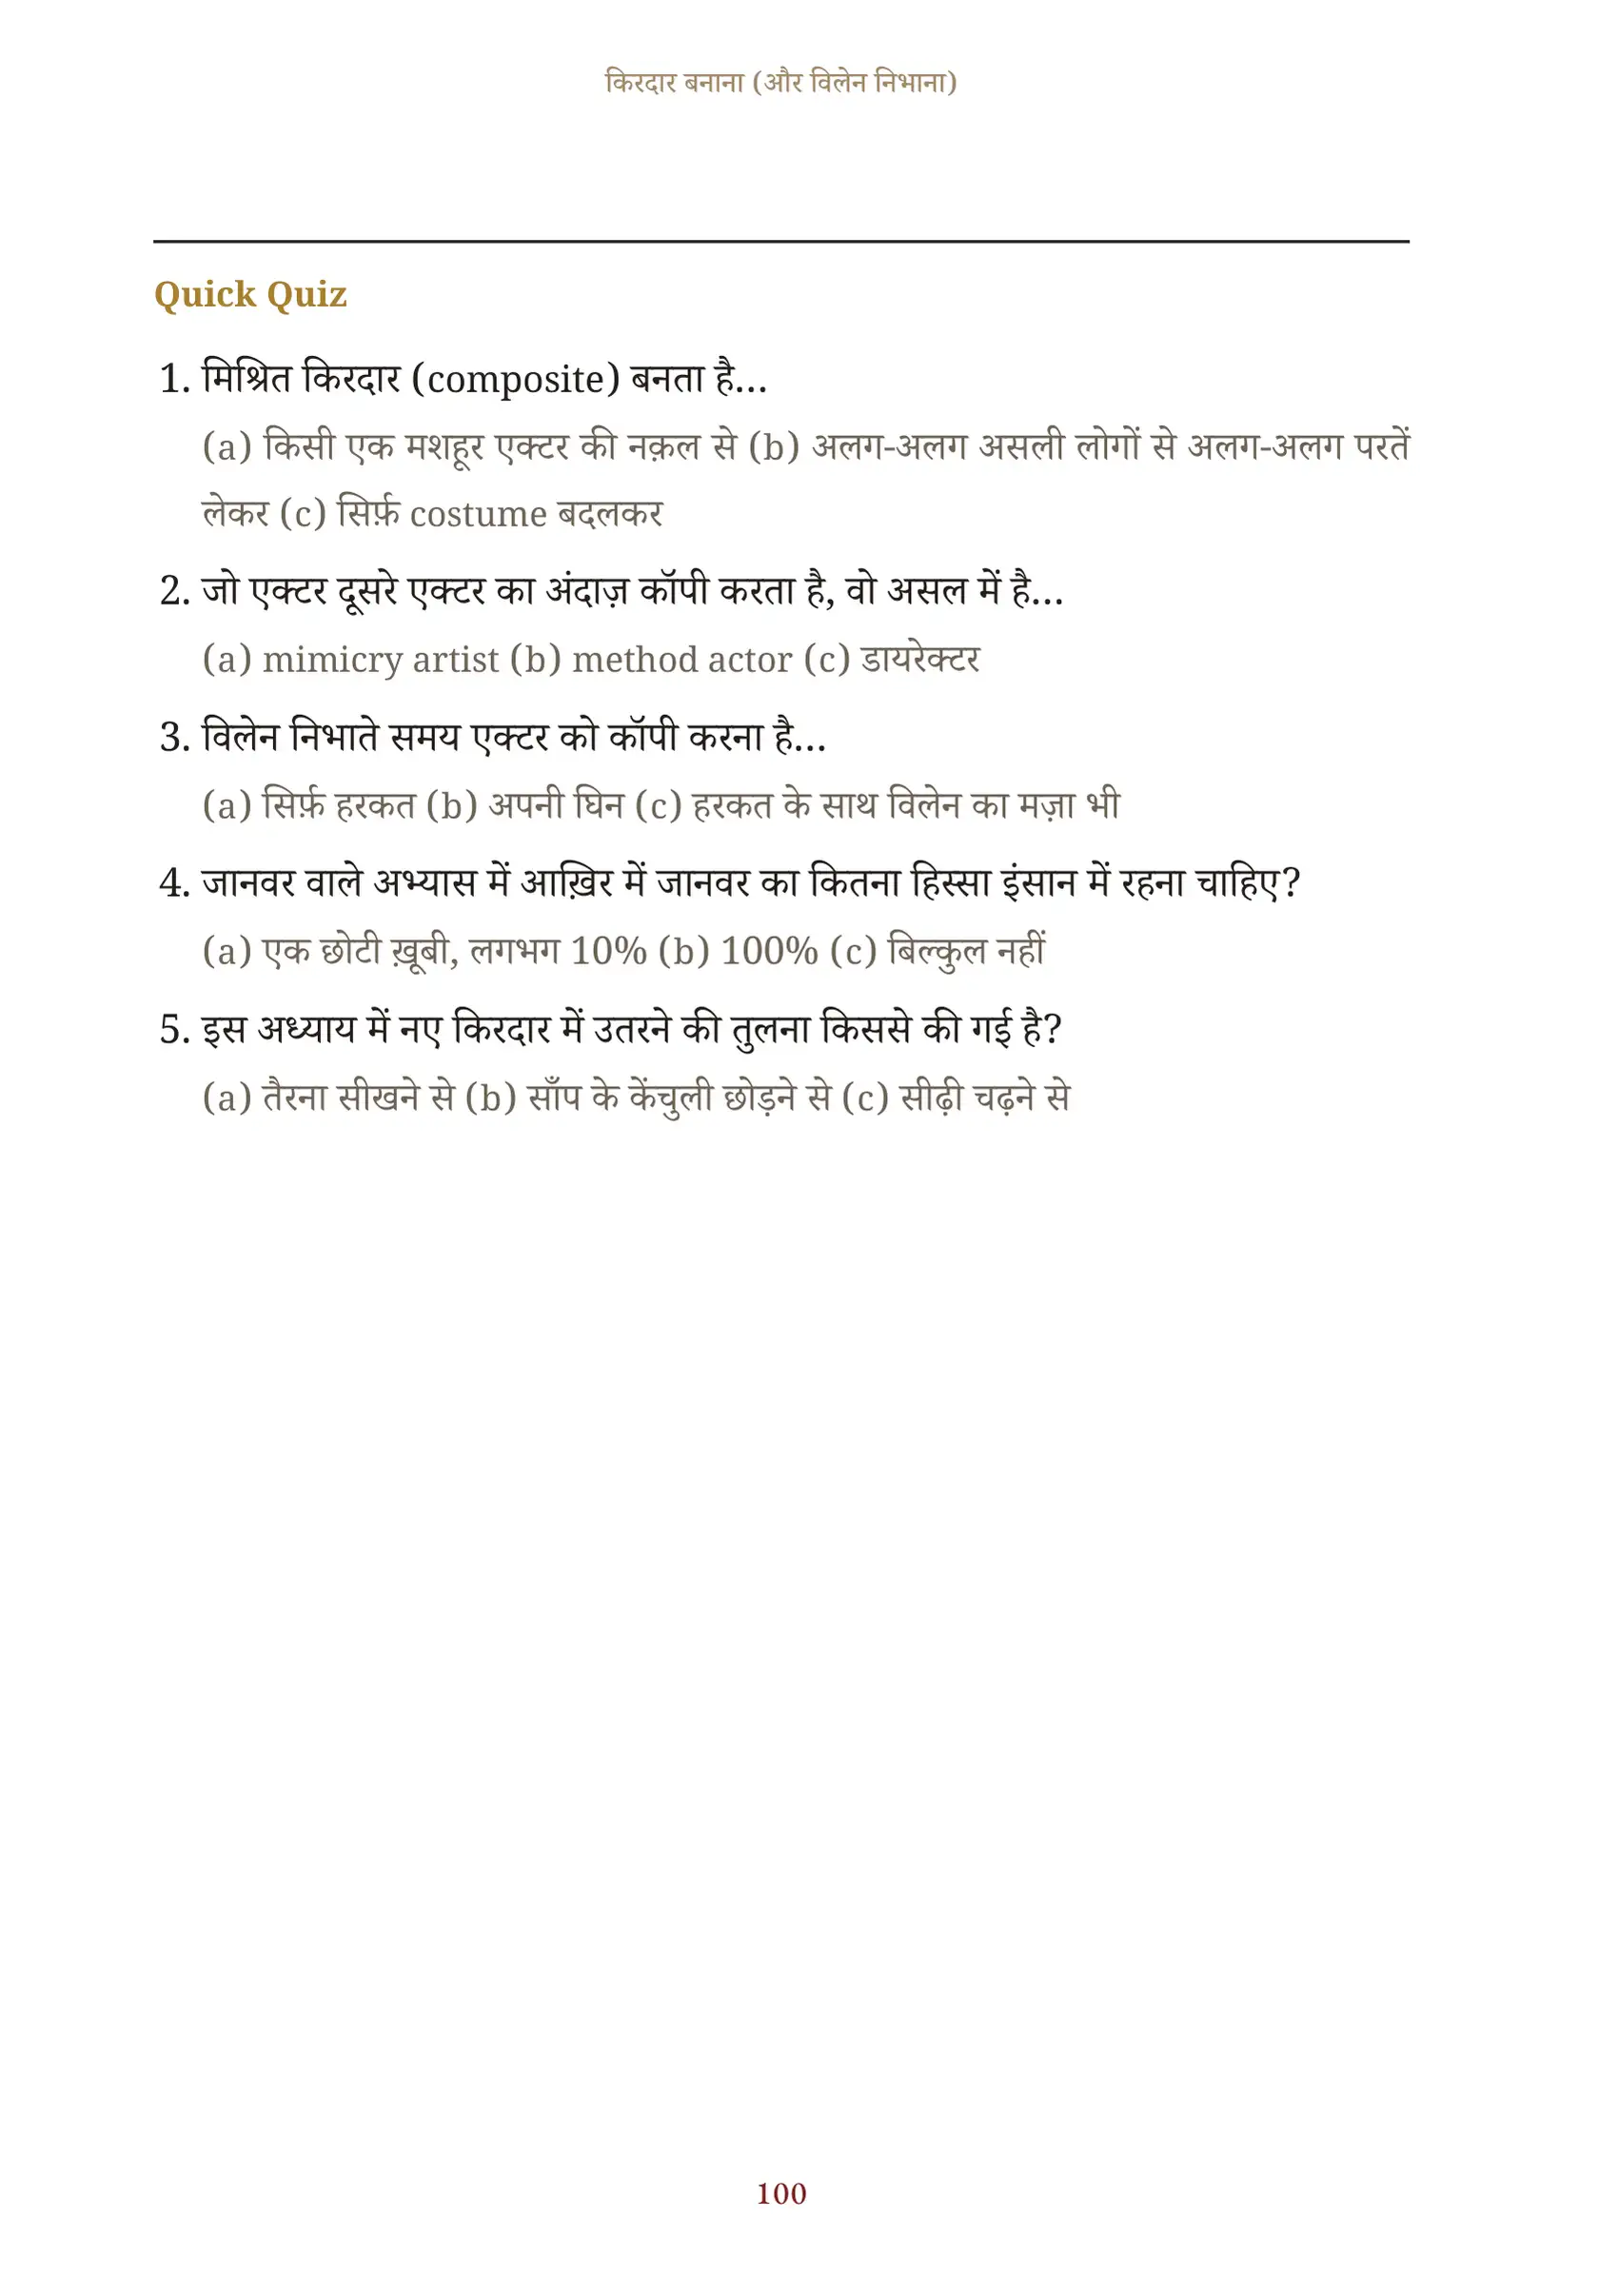 किरदार बनाना (और विलेन निभाना)
Quick Quiz
1. मिश्रित किरदार (composite) बनता है…
(a) किसी एक मशहूर एक्टर की नक़ल से (b) अलग-अलग असली लोगों से अलग-अलग परतें
लेकर (c) सिर्फ़ costume बदलकर
2. जो एक्टर दूसरे एक्टर का अंदाज़ कॉपी करता है, वो असल में है…
(a) mimicry artist (b) method actor (c) डायरेक्टर
3. विलेन निभाते समय एक्टर को कॉपी करना है…
(a) सिर्फ़ हरकत (b) अपनी घिन (c) हरकत के साथ विलेन का मज़ा भी
4. जानवर वाले अभ्यास में आख़िर में जानवर का कितना हिस्सा इंसान में रहना चाहिए?
(a) एक छोटी ख़ूबी, लगभग 10% (b) 100% (c) बिल्कुल नहीं
5. इस अध्याय में नए किरदार में उतरने की तुलना किससे की गई है?
(a) तैरना सीखने से (b) साँप के केंचुली छोड़ने से (c) सीढ़ी चढ़ने से
100